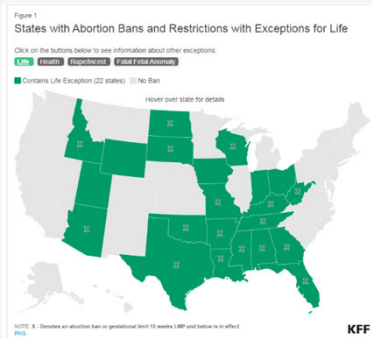 Figure 1
States with Abortion Bans and Restrictions with Exceptions for Life
Click on the buttons below to see information about other exceptions:
Life Health Rape/Incest Fatal Fetal Anomaly
Contains Life Exception (22 states) No Ban
Hover over state for details
X
X X
X
X X
X X X
X X
X X X X
X
X
NOTE: X - Denotes an abortion ban or gestational limit 15 weeks LMP and below is in effect
PNG
KFF